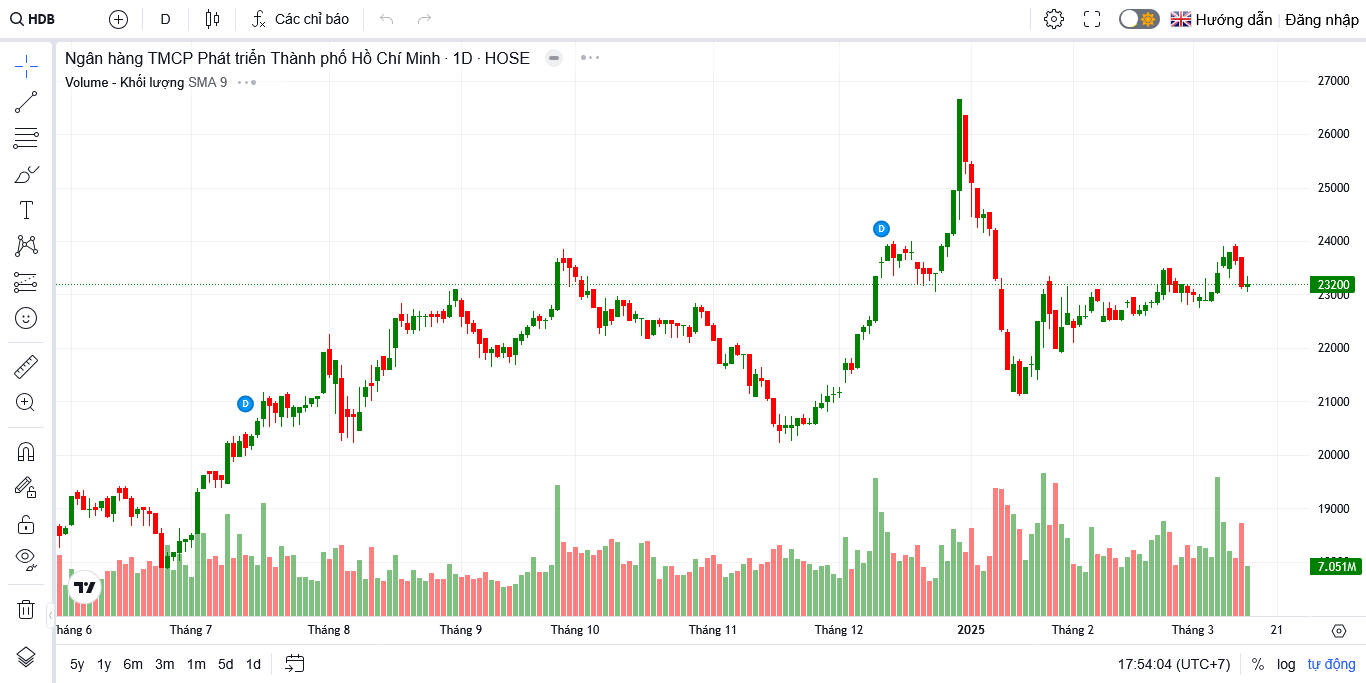 HDB D Các chỉ báo Hướng dẫn Đăng nhập
Ngân hàng TMCP Phát triển Thành phố Hồ Chí Minh · 1D · HOSE
Volume - Khối lượng SMA 9
27000
26000
25000
D
24000
23200
23000
22000
21000
D
20000
19000
7.051M
háng 6 Tháng 7 Tháng 8 Tháng 9 Tháng 10 Tháng 11 Tháng 12 2025 Tháng 2 Tháng 3 21
5y 1y 6m 3m 1m 5d 1d 17:54:04 (UTC+7) % log tự động